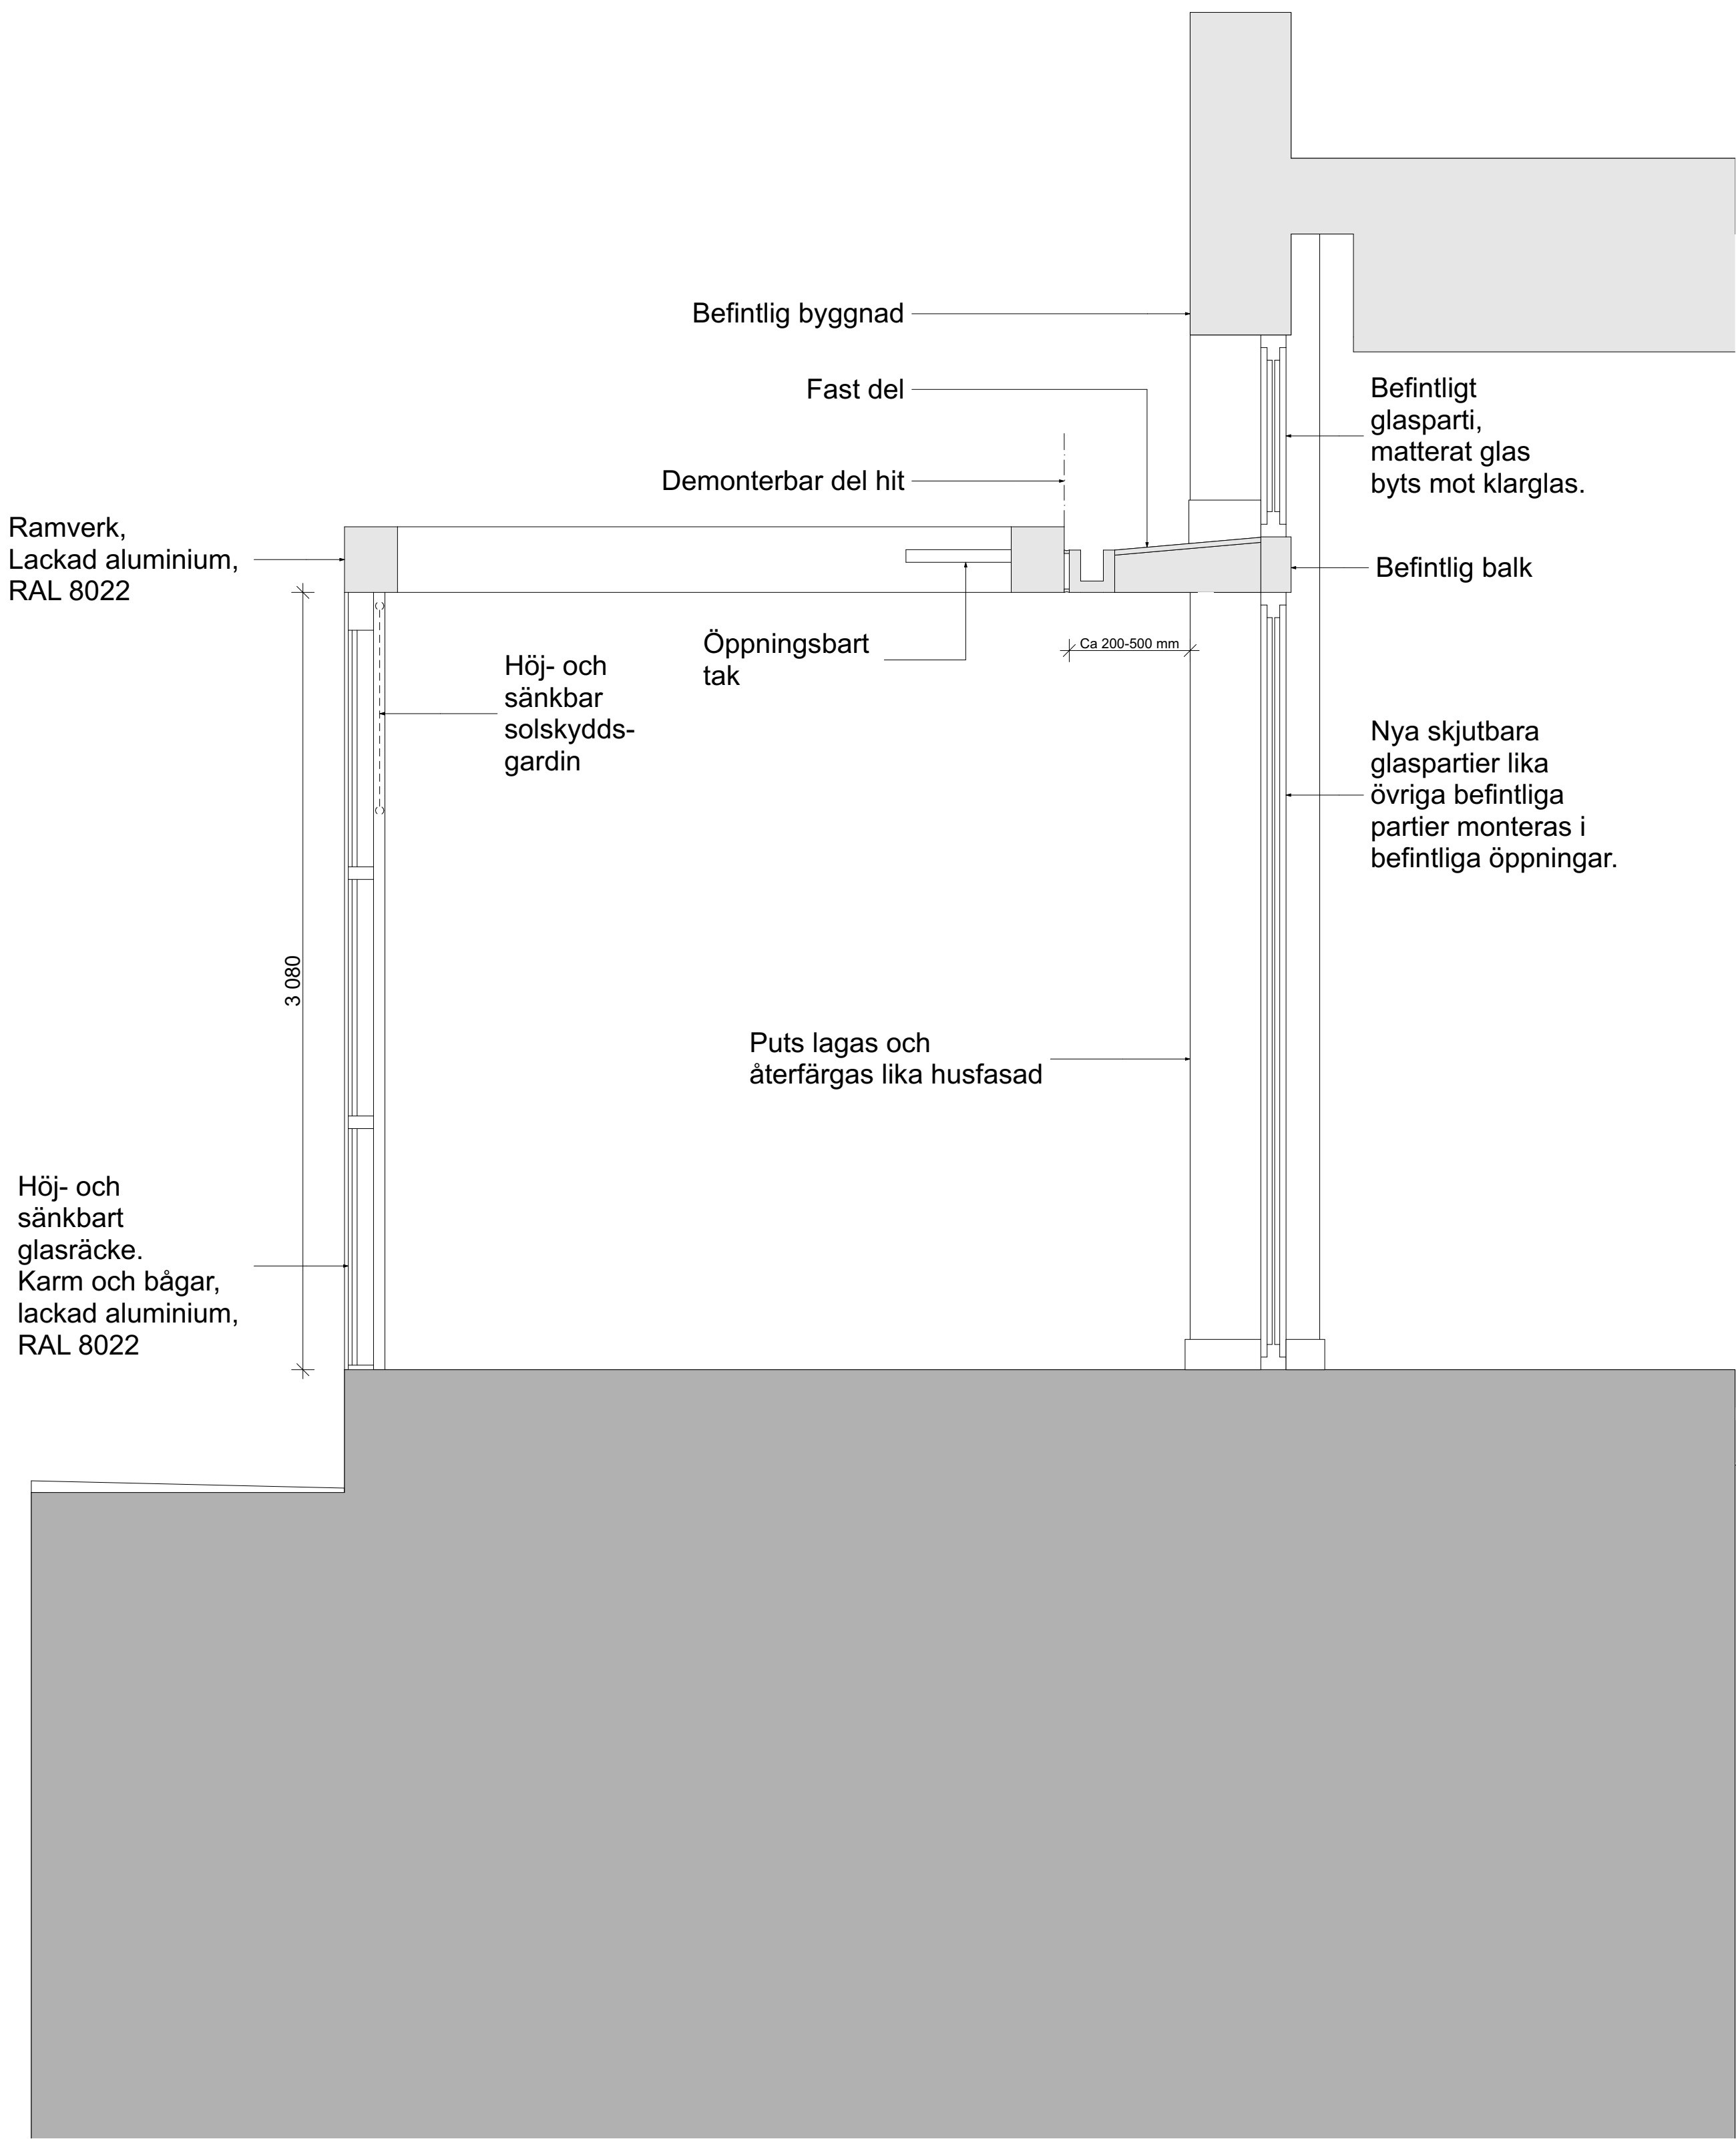 Befintlig byggnad
Fast del
Demonterbar del hit
Befintligt
glasparti,
matterat glas
byts mot klarglas.
Ramverk,
Lackad aluminium,
RAL 8022
Befintlig balk
Öppningsbart
tak
Ca 200-500 mm
Höj- och
sänkbar
solskydds-
gardin
Nya skjutbara
glaspartier lika
övriga befintliga
partier monteras i
befintliga öppningar.
3 080
Puts lagas och
återfärgas lika husfasad
Höj- och
sänkbart
glasräcke.
Karm och bågar,
lackad aluminium,
RAL 8022